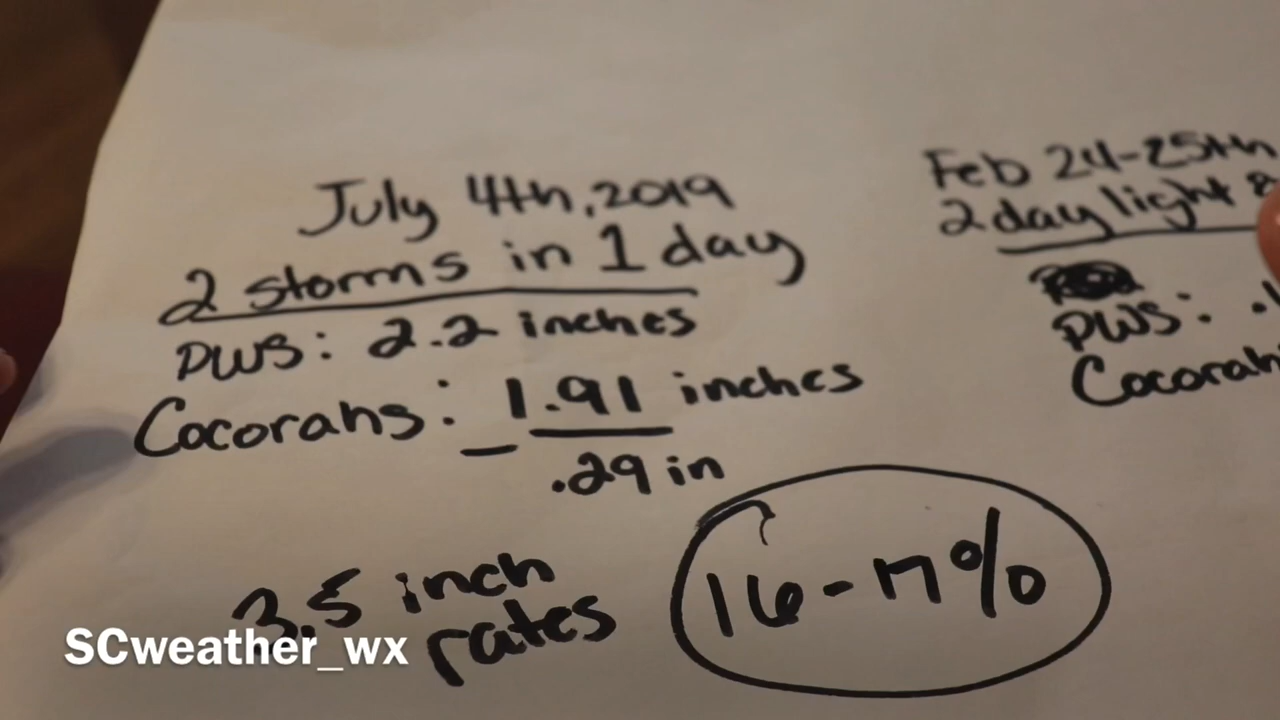 July 4th, 2019
2 storms in 1 day
PWS: 2.2 inches
Cocorahs: 1.91 inches
- .29 in
3.5 inch
rates
16-17%
Feb 24-25th
2 day light
PWS: .1
Cocorah
SCweather_wx